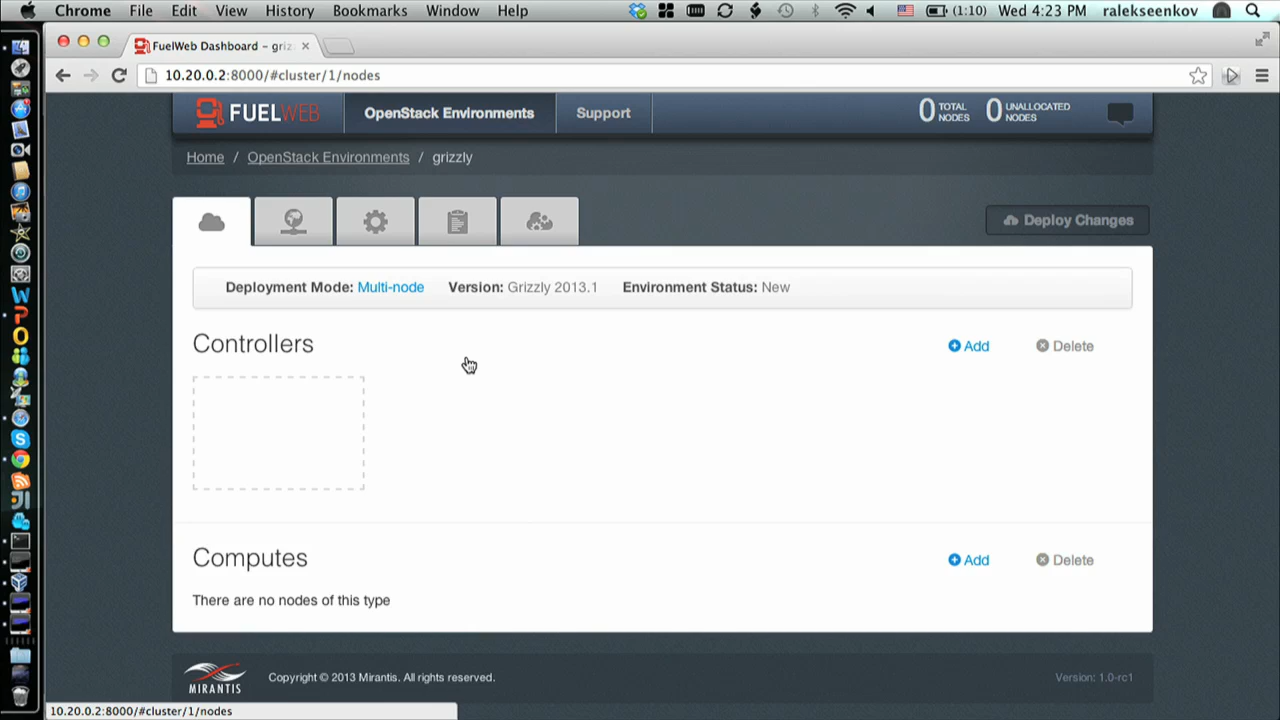 Chrome File Edit View History Bookmarks Window Help (1:10) Wed 4:23 PM ralekseenkov
FuelWeb Dashboard – griz
10.20.0.2:8000/#cluster/1/nodes
FUELWEB OpenStack Environments Support 0 TOTAL NODES 0 UNALLOCATED NODES
Home / OpenStack Environments / grizzly
Deploy Changes
Deployment Mode: Multi-node Version: Grizzly 2013.1 Environment Status: New
Controllers Add Delete
Computes Add Delete
There are no nodes of this type
MIRANTIS Copyright © 2013 Mirantis. All rights reserved. Version: 1.0-rc1
10.20.0.2:8000/#cluster/1/nodes